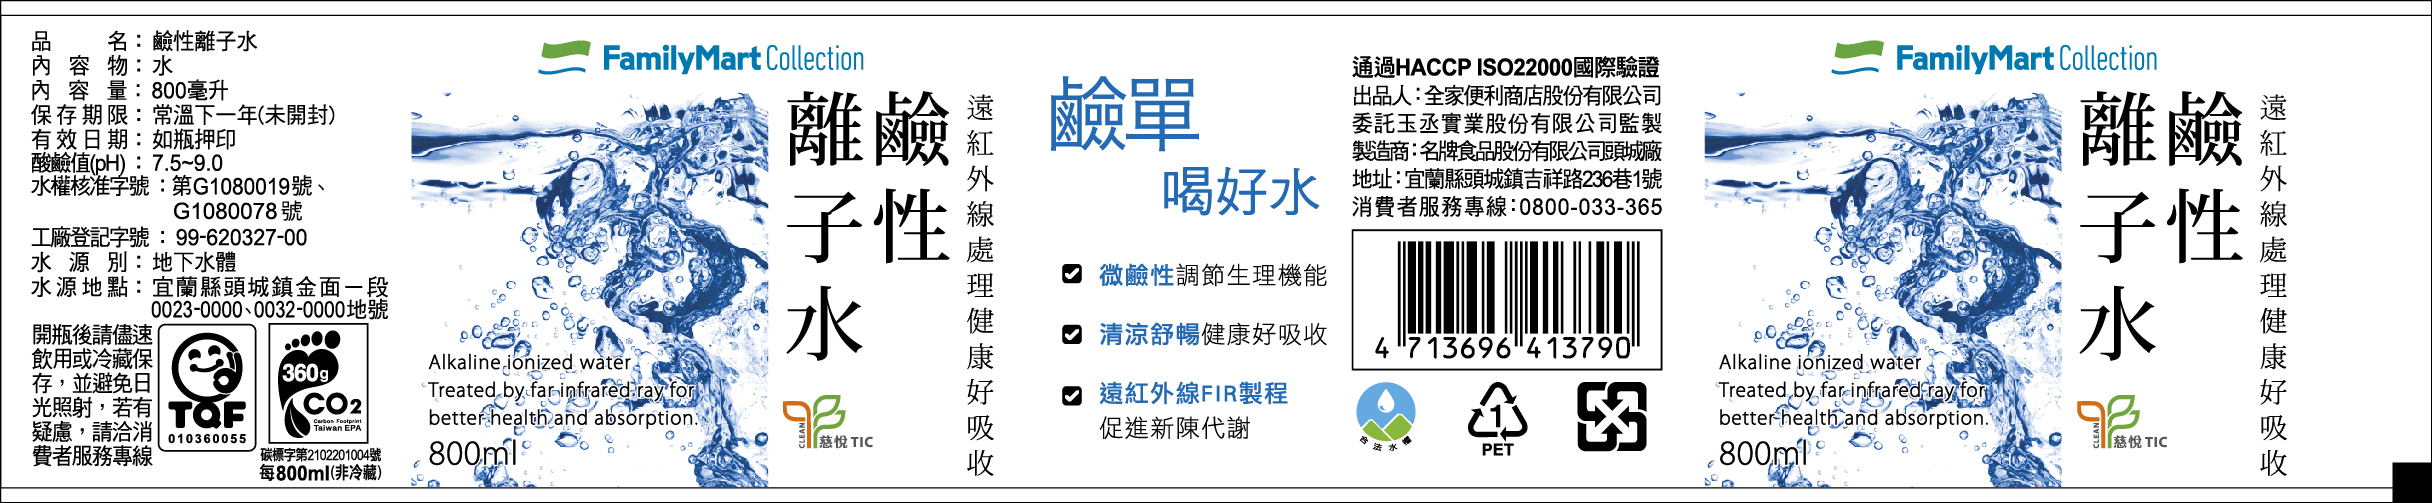 品名：鹼性離子水
內容物：水
內容量：800毫升
保存期限：常溫下一年(未開封)
有效日期：如瓶押印
酸鹼值(pH)：7.5~9.0
水權核准字號：第G1080019號、
G1080078號
工廠登記字號：99-620327-00
水源別：地下水體
水源地點：宜蘭縣頭城鎮金面一段
0023-0000、0032-0000地號
開瓶後請儘速
飲用或冷藏保
存，並避免日
光照射，若有
疑慮，請洽消
費者服務專線
TQF
010360055
360g
CO2
Carbon Footprint
Taiwan EPA
碳標字第2102201004號
每800ml(非冷藏)
FamilyMart Collection
鹼性
離子水
遠紅外線處理健康好吸收
Alkaline ionized water
Treated by far infrared ray for
better health and absorption.
800ml
CLEAN
慈悅 TIC
鹼單
喝好水
微鹼性調節生理機能
清涼舒暢健康好吸收
遠紅外線FIR製程
促進新陳代謝
通過HACCP ISO22000國際驗證
出品人：全家便利商店股份有限公司
委託玉丞實業股份有限公司監製
製造商：名牌食品股份有限公司頭城廠
地址：宜蘭縣頭城鎮吉祥路236巷1號
消費者服務專線：0800-033-365
4 713696 413790
合法水權
1
PET
FamilyMart Collection
鹼性
離子水
遠紅外線處理健康好吸收
Alkaline ionized water
Treated by far infrared ray for
better health and absorption.
800ml
CLEAN
慈悅 TIC